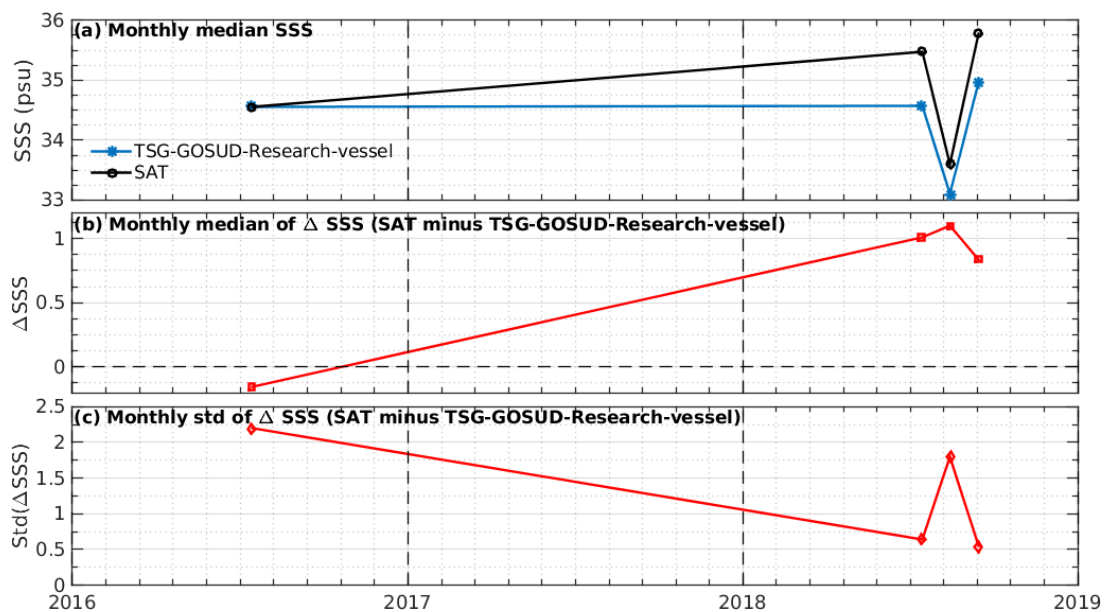 (a) Monthly median SSS
36
35
34
33
SSS (psu)
TSG-GOSUD-Research-vessel
SAT
(b) Monthly median of Δ SSS (SAT minus TSG-GOSUD-Research-vessel)
1
0.5
0
ΔSSS
(c) Monthly std of Δ SSS (SAT minus TSG-GOSUD-Research-vessel)
2.5
2
1.5
1
0.5
0
Std(ΔSSS)
2016 2017 2018 2019